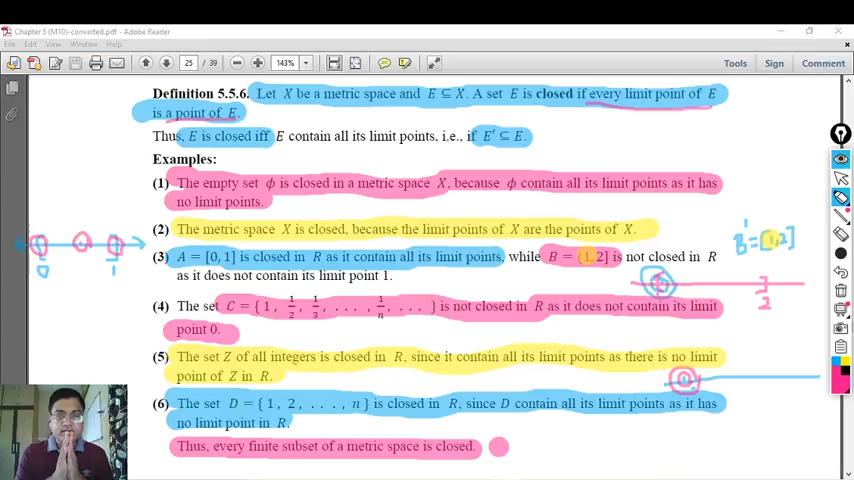 Chapter 5 (M10)-converted.pdf - Adobe Reader
File Edit View Window Help
25 / 39 143% Tools Sign Comment
Definition 5.5.6. Let X be a metric space and E ⊆ X. A set E is closed if every limit point of E
is a point of E.
Thus, E is closed iff E contain all its limit points, i.e., if E′ ⊆ E.
Examples:
(1) The empty set ϕ is closed in a metric space X, because ϕ contain all its limit points as it has
no limit points.
(2) The metric space X is closed, because the limit points of X are the points of X.
B' = [1,2]
(3) A = [0, 1] is closed in R as it contain all its limit points, while B = (1, 2] is not closed in R
as it does not contain its limit point 1.
0 1
2
(4) The set C = { 1 , 1/2 , 1/3 , . . . , 1/n , . . . } is not closed in R as it does not contain its limit
point 0.
(5) The set Z of all integers is closed in R, since it contain all its limit points as there is no limit
point of Z in R.
(6) The set D = { 1, 2, . . . . , n } is closed in R, since D contain all its limit points as it has
no limit point in R.
Thus, every finite subset of a metric space is closed.